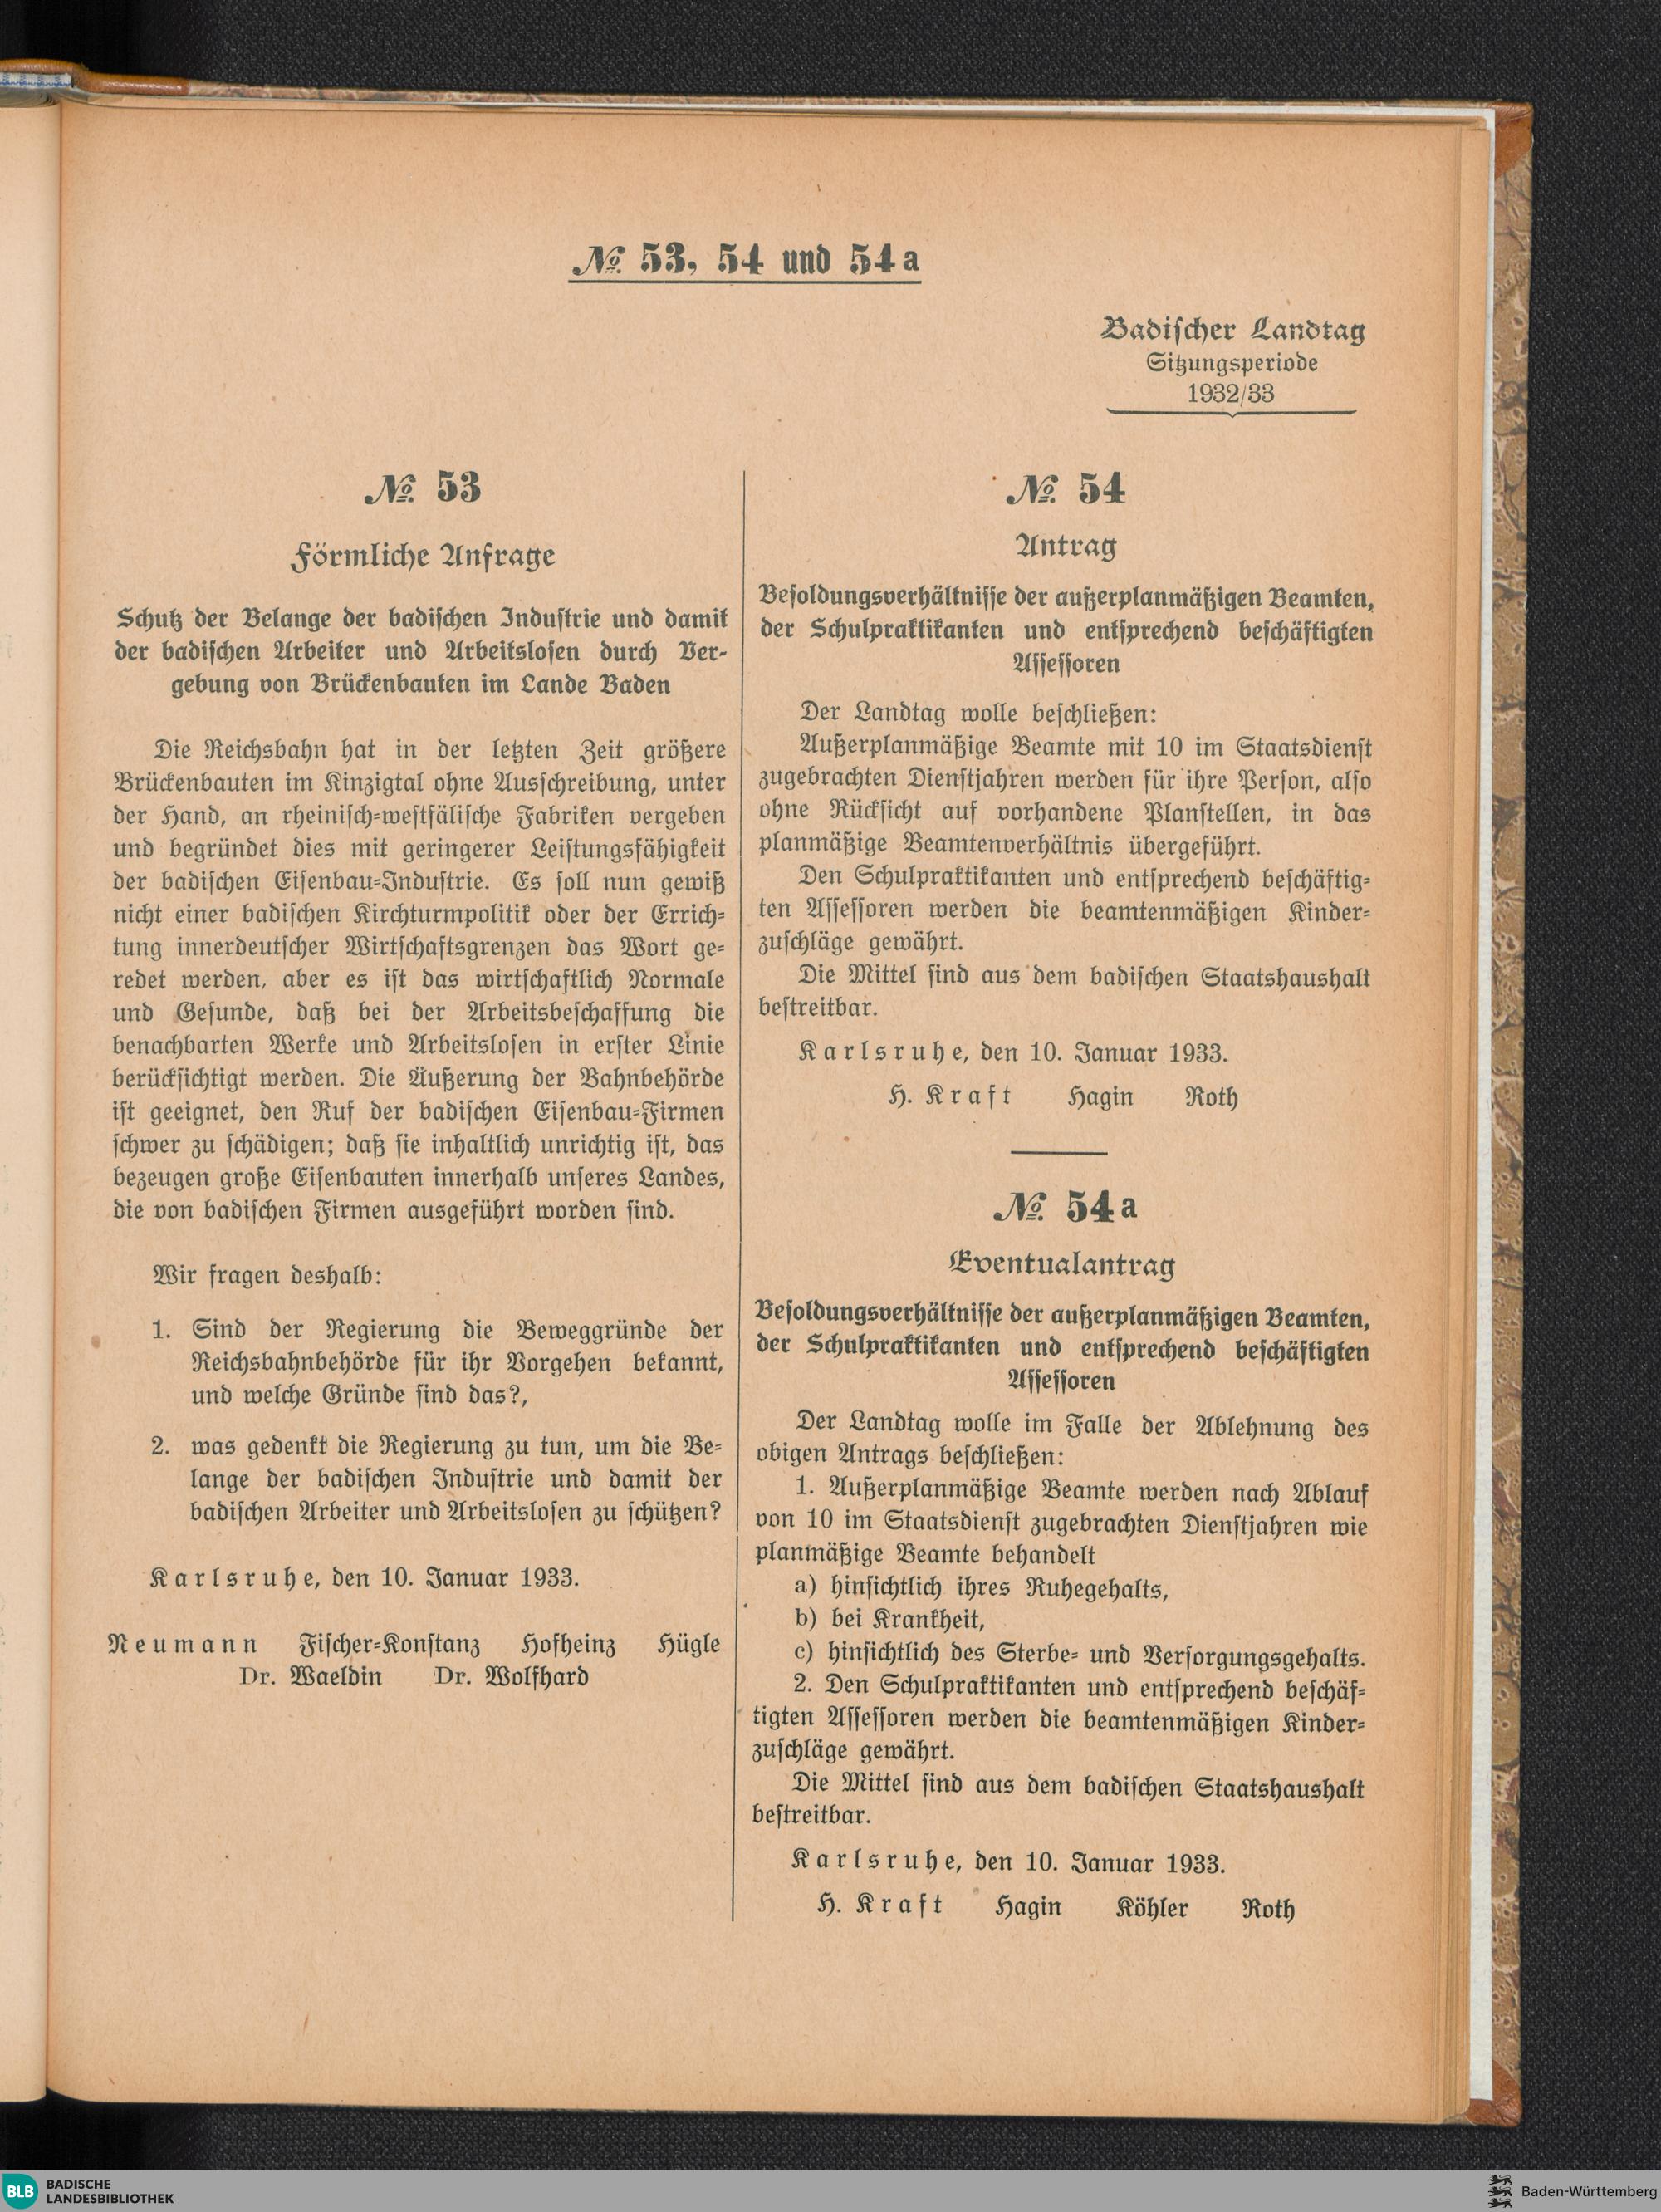 № 53, 54 und 54a
Badischer Landtag
Sitzungsperiode
1932/33
№ 53
Förmliche Anfrage
Schutz der Belange der badischen Industrie und damit
der badischen Arbeiter und Arbeitslosen durch Ver-
gebung von Brückenbauten im Lande Baden
Die Reichsbahn hat in der letzten Zeit größere
Brückenbauten im Kinzigtal ohne Ausschreibung, unter
der Hand, an rheinisch-westfälische Fabriken vergeben
und begründet dies mit geringerer Leistungsfähigkeit
der badischen Eisenbau-Industrie. Es soll nun gewiß
nicht einer badischen Kirchturmpolitik oder der Errich-
tung innerdeutscher Wirtschaftsgrenzen das Wort ge-
redet werden, aber es ist das wirtschaftlich Normale
und Gesunde, daß bei der Arbeitsbeschaffung die
benachbarten Werke und Arbeitslosen in erster Linie
berücksichtigt werden. Die Äußerung der Bahnbehörde
ist geeignet, den Ruf der badischen Eisenbau-Firmen
schwer zu schädigen; daß sie inhaltlich unrichtig ist, das
bezeugen große Eisenbauten innerhalb unseres Landes,
die von badischen Firmen ausgeführt worden sind.
Wir fragen deshalb:
1. Sind der Regierung die Beweggründe der
Reichsbahnbehörde für ihr Vorgehen bekannt,
und welche Gründe sind das?,
2. was gedenkt die Regierung zu tun, um die Be-
lange der badischen Industrie und damit der
badischen Arbeiter und Arbeitslosen zu schützen?
Karlsruhe, den 10. Januar 1933.
Neumann Fischer-Konstanz Hofheinz Hügle
Dr. Waeldin Dr. Wolfhard
№ 54
Antrag
Besoldungsverhältnisse der außerplanmäßigen Beamten,
der Schulpraktikanten und entsprechend beschäftigten
Assessoren
Der Landtag wolle beschließen:
Außerplanmäßige Beamte mit 10 im Staatsdienst
zugebrachten Dienstjahren werden für ihre Person, also
ohne Rücksicht auf vorhandene Planstellen, in das
planmäßige Beamtenverhältnis übergeführt.
Den Schulpraktikanten und entsprechend beschäftig-
ten Assessoren werden die beamtenmäßigen Kinder-
zuschläge gewährt.
Die Mittel sind aus dem badischen Staatshaushalt
bestreitbar.
Karlsruhe, den 10. Januar 1933.
H. Kraft Hagin Roth
№ 54a
Eventualantrag
Besoldungsverhältnisse der außerplanmäßigen Beamten,
der Schulpraktikanten und entsprechend beschäftigten
Assessoren
Der Landtag wolle im Falle der Ablehnung des
obigen Antrags beschließen:
1. Außerplanmäßige Beamte werden nach Ablauf
von 10 im Staatsdienst zugebrachten Dienstjahren wie
planmäßige Beamte behandelt
a) hinsichtlich ihres Ruhegehalts,
b) bei Krankheit,
c) hinsichtlich des Sterbe- und Versorgungsgehalts.
2. Den Schulpraktikanten und entsprechend beschäf-
tigten Assessoren werden die beamtenmäßigen Kinder-
zuschläge gewährt.
Die Mittel sind aus dem badischen Staatshaushalt
bestreitbar.
Karlsruhe, den 10. Januar 1933.
H. Kraft Hagin Köhler Roth
BLB BADISCHE
LANDESBIBLIOTHEK
Baden-Württemberg